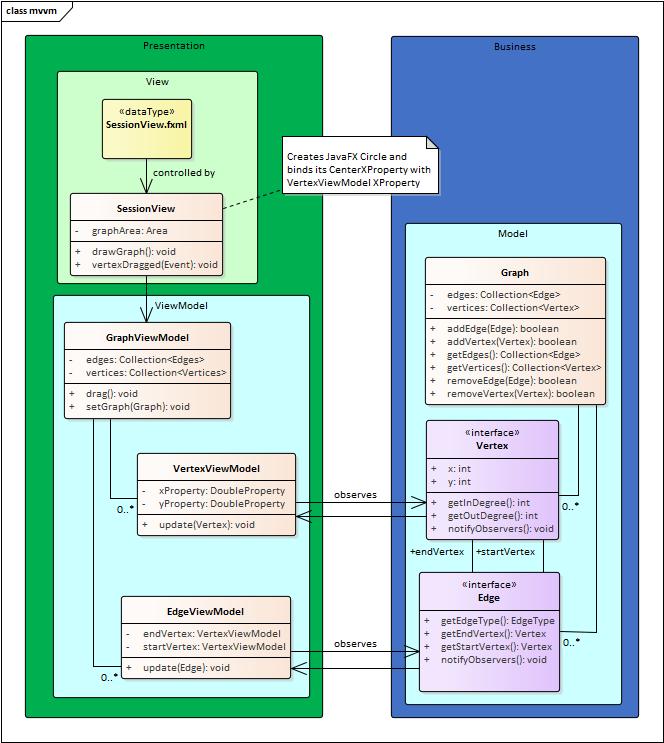 class mvvm
Presentation
View
«dataType»
SessionView.fxml
controlled by
SessionView
- graphArea: Area
+ drawGraph(): void
+ vertexDragged(Event): void
Creates JavaFX Circle and
binds its CenterXProperty with
VertexViewModel XProperty
ViewModel
GraphViewModel
- edges: Collection<Edges>
- vertices: Collection<Vertices>
+ drag(): void
+ setGraph(Graph): void
VertexViewModel
- xProperty: DoubleProperty
- yProperty: DoubleProperty
+ update(Vertex): void
0..*
EdgeViewModel
- endVertex: VertexViewModel
- startVertex: VertexViewModel
+ update(Edge): void
0..*
observes
observes
Business
Model
Graph
- edges: Collection<Edge>
- vertices: Collection<Vertex>
+ addEdge(Edge): boolean
+ addVertex(Vertex): boolean
+ getEdges(): Collection<Edge>
+ getVertices(): Collection<Vertex>
+ removeEdge(Edge): boolean
+ removeVertex(Vertex): boolean
«interface»
Vertex
+ x: int
+ y: int
+ getInDegree(): int
+ getOutDegree(): int
+ notifyObservers(): void
0..*
+endVertex +startVertex
«interface»
Edge
+ getEdgeType(): EdgeType
+ getEndVertex(): Vertex
+ getStartVertex(): Vertex
+ notifyObservers(): void
0..*